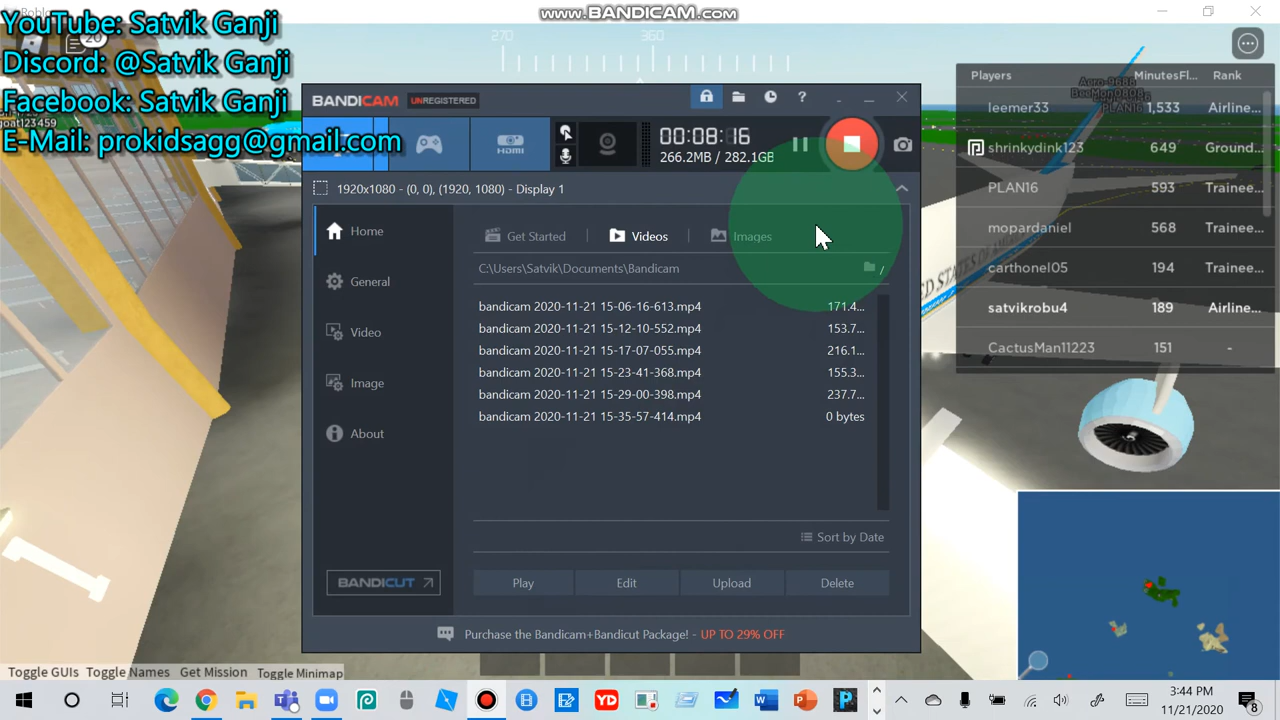 www.BANDICAM.com
YouTube: Satvik Ganji
Discord: @Satvik Ganji
Facebook: Satvik Ganji
E-Mail: prokidsagg@gmail.com
20
270 360
Players MinutesFl... Rank
leemer33 1,533 Airline...
shrinkydink123 649 Ground...
PLAN16 593 Trainee...
mopardaniel 568 Trainee...
carthonel05 194 Trainee...
satvikrobu4 189 Airline...
CactusMan11223 151 -
BANDICAM UNREGISTERED
HDMI
00:08:16
266.2MB / 282.1GB
1920x1080 - (0, 0), (1920, 1080) - Display 1
Home
General
Video
Image
About
BANDICUT
Get Started
Videos
Images
C:\Users\Satvik\Documents\Bandicam
bandicam 2020-11-21 15-06-16-613.mp4 171.4...
bandicam 2020-11-21 15-12-10-552.mp4 153.7...
bandicam 2020-11-21 15-17-07-055.mp4 216.1...
bandicam 2020-11-21 15-23-41-368.mp4 155.3...
bandicam 2020-11-21 15-29-00-398.mp4 237.7...
bandicam 2020-11-21 15-35-57-414.mp4 0 bytes
Sort by Date
Play Edit Upload Delete
Purchase the Bandicam+Bandicut Package! - UP TO 29% OFF
Toggle GUIs Toggle Names Get Mission Toggle Minimap
3:44 PM
11/21/2020
8